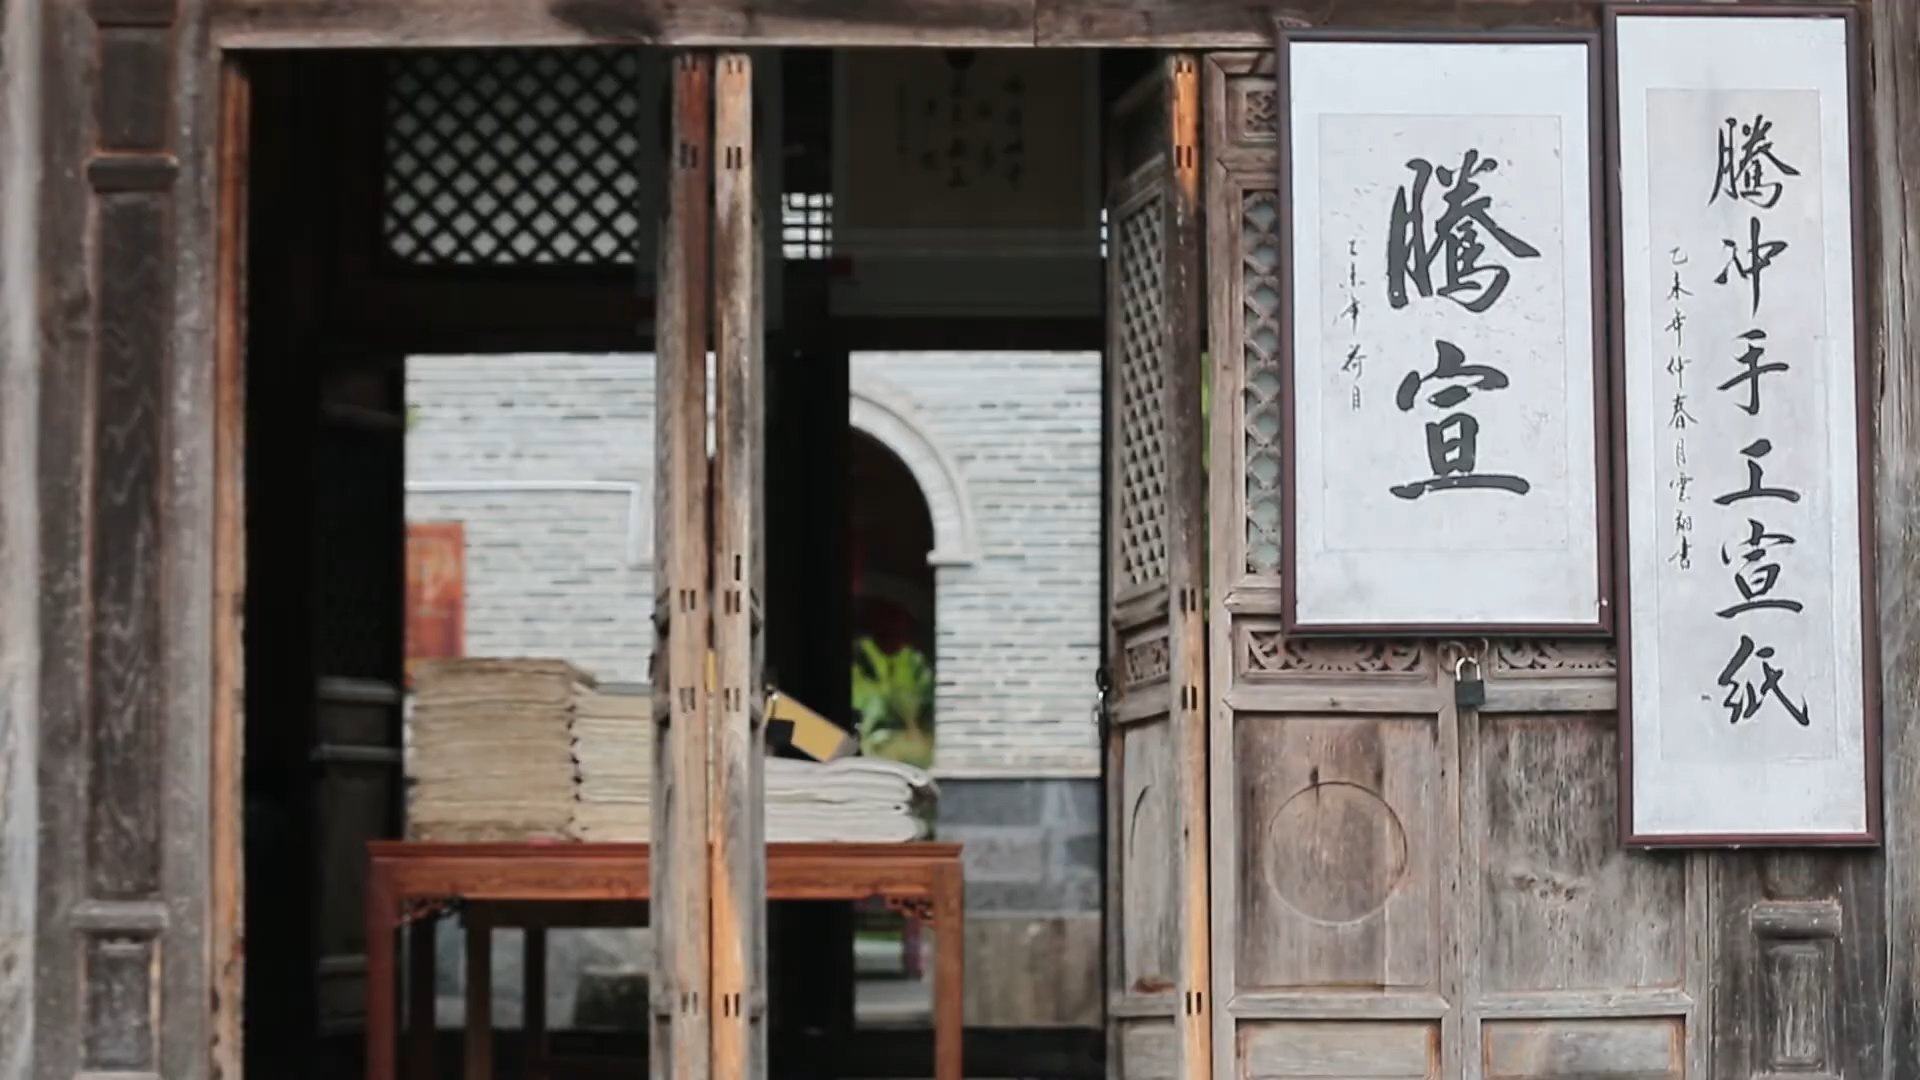 騰宣
乙未年荷月
騰冲手工宣紙
乙未年仲春月雲翔書